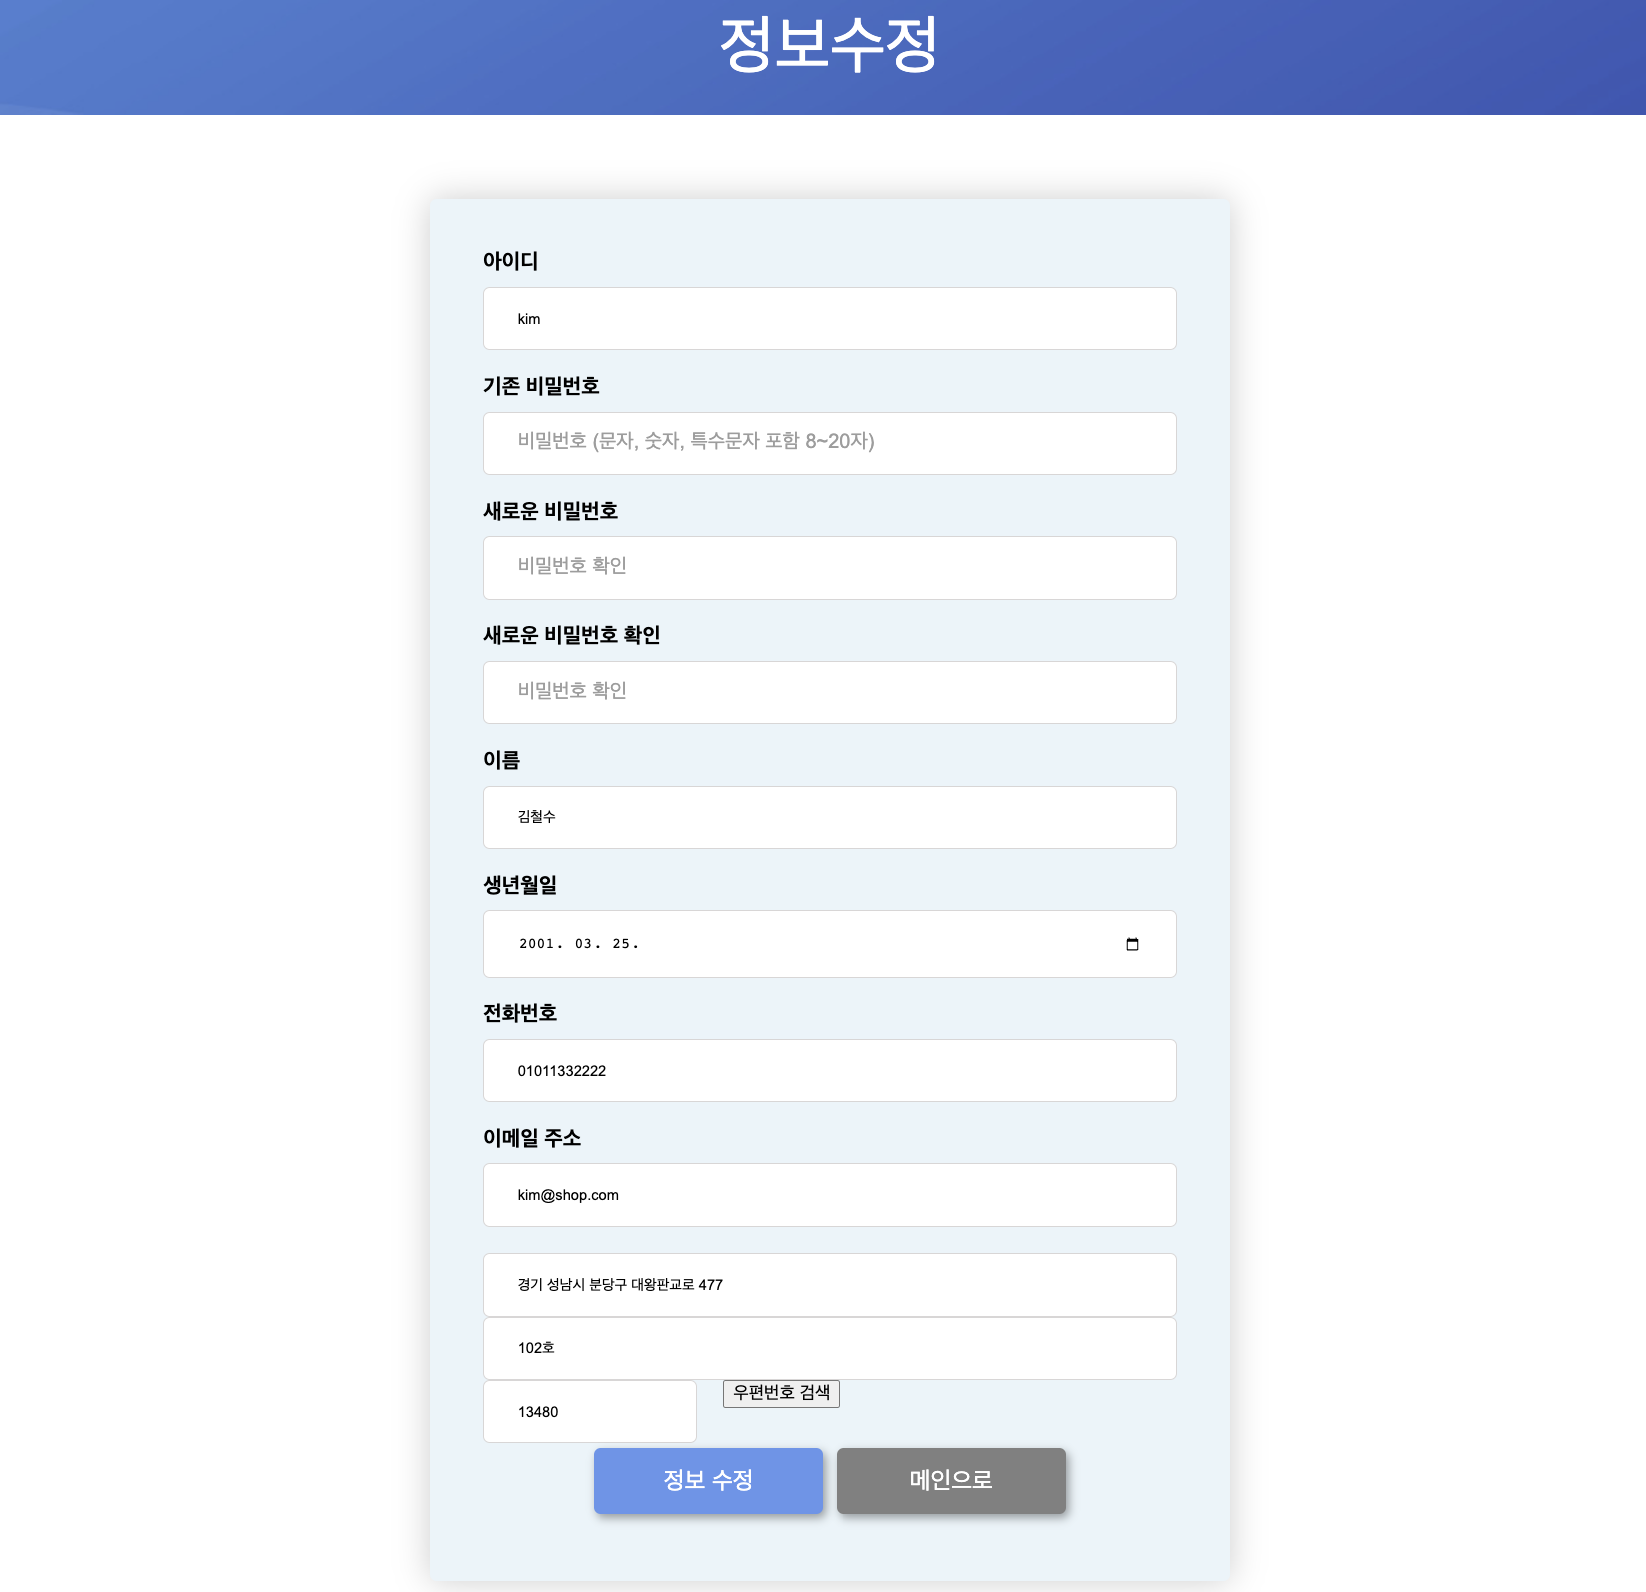 정보수정
아이디
kim
기존 비밀번호
비밀번호 (문자, 숫자, 특수문자 포함 8~20자)
새로운 비밀번호
비밀번호 확인
새로운 비밀번호 확인
비밀번호 확인
이름
김철수
생년월일
2001. 03. 25.
전화번호
01011332222
이메일 주소
kim@shop.com
경기 성남시 분당구 대왕판교로 477
102호
13480 우편번호 검색
정보 수정 메인으로